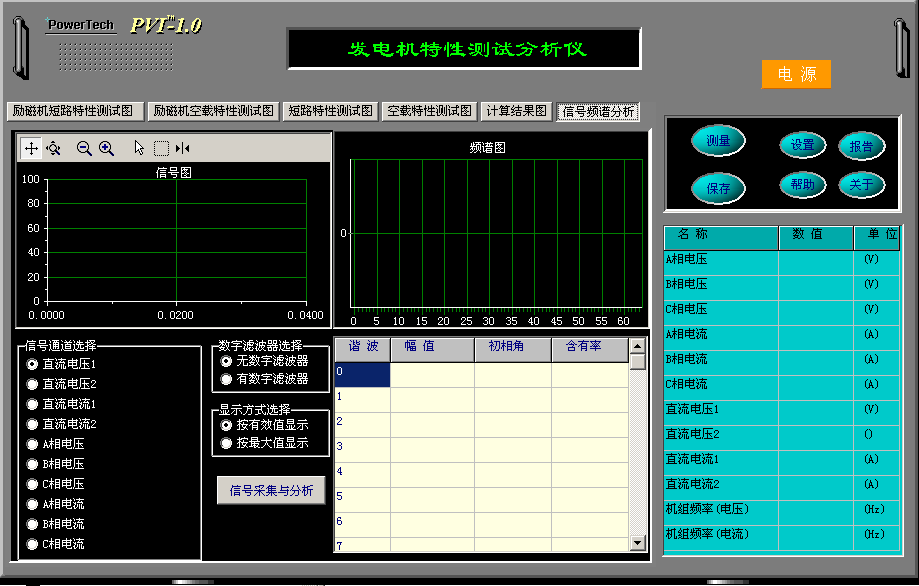 PowerTech PVT™-1.0
发电机特性测试分析仪
电 源
励磁机短路特性测试图 励磁机空载特性测试图 短路特性测试图 空载特性测试图 计算结果图 信号频谱分析
信号图
100
80
60
40
20
0
0.0000 0.0200 0.0400
频谱图
0
0 5 10 15 20 25 30 35 40 45 50 55 60
测量 设置 报告
保存 帮助 关于
信号通道选择
直流电压1
直流电压2
直流电流1
直流电流2
A相电压
B相电压
C相电压
A相电流
B相电流
C相电流
数字滤波器选择
无数字滤波器
有数字滤波器
显示方式选择
按有效值显示
按最大值显示
信号采集与分析
谐 波 幅 值 初相角 含有率
0
1
2
3
4
5
6
7
名 称 数 值 单 位
A相电压 (V)
B相电压 (V)
C相电压 (V)
A相电流 (A)
B相电流 (A)
C相电流 (A)
直流电压1 (V)
直流电压2 ()
直流电流1 (A)
直流电流2 (A)
机组频率(电压) (Hz)
机组频率(电流) (Hz)